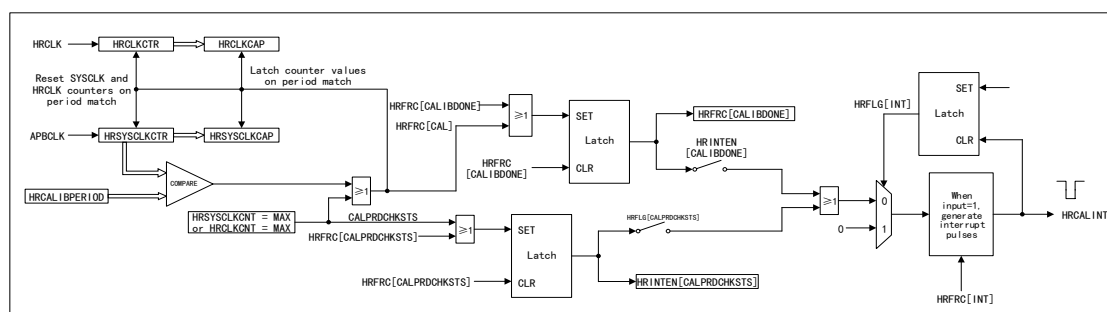 HRCLK
HRCLKCTR
HRCLKCAP
Reset SYSCLK and
HRCLK counters on
period match
Latch counter values
on period match
APBCLK
HRSYSCLKCTR
HRSYSCLKCAP
HRCALIBPERIOD
COMPARE
≥1
HRSYSCLKCNT = MAX
or HRCLKCNT = MAX
HRFRC[CALIBDONE]
HRFRC[CAL]
≥1
HRFRC
[CALIBDONE]
SET
Latch
CLR
HRFRC[CALIBDONE]
HRINTEN
[CALIBDONE]
CALPRDCHKSTS
HRFRC[CALPRDCHKSTS]
≥1
HRFRC[CALPRDCHKSTS]
SET
Latch
CLR
HRFLG[CALPRDCHKSTS]
HRINTEN[CALPRDCHKSTS]
≥1
0
0
1
HRFLG[INT]
SET
Latch
CLR
When
input=1,
generate
interrupt
pulses
HRCALINT
HRFRC[INT]